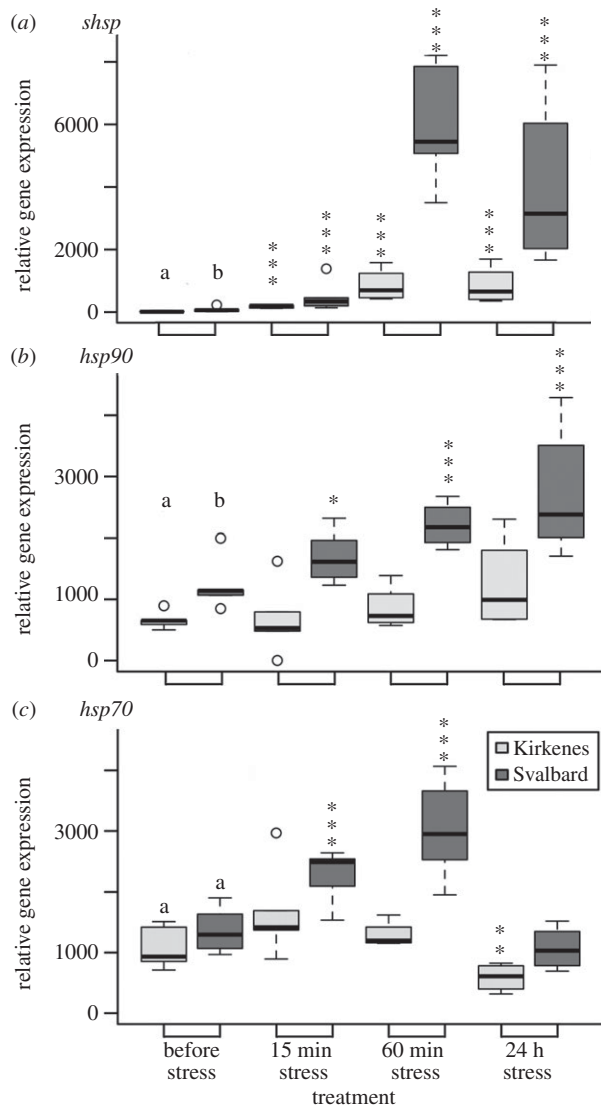 (a) shsp
relative gene expression
6000
2000
0
a b *** *** *** *** *** ***
(b) hsp90
relative gene expression
3000
1000
0
a b * *** ***
(c) hsp70
relative gene expression
3000
1000
0
a a *** *** **
Kirkenes
Svalbard
before stress
15 min stress
60 min stress
24 h stress
treatment